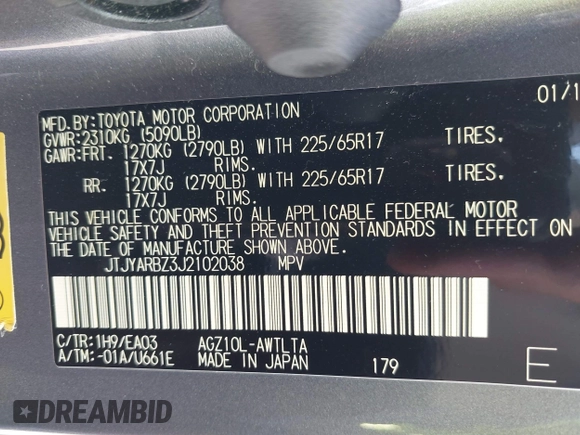 01/1
MFD.BY:TOYOTA MOTOR CORPORATION
GVWR:2310KG (5090LB)
GAWR:FRT. 1270KG (2790LB) WITH 225/65R17 TIRES.
17X7J RIMS.
RR. 1270KG (2790LB) WITH 225/65R17 TIRES.
17X7J RIMS.
THIS VEHICLE CONFORMS TO ALL APPLICABLE FEDERAL MOTOR
VEHICLE SAFETY AND THEFT PREVENTION STANDARDS IN EFFECT ON
THE DATE OF MANUFACTURE SHOWN ABOVE.
JTJYARBZ3J2102038 MPV
C/TR:1H9/EA03 AGZ10L-AWTLTA
A/TM:-01A/U661E MADE IN JAPAN 179 E
DREAMBID